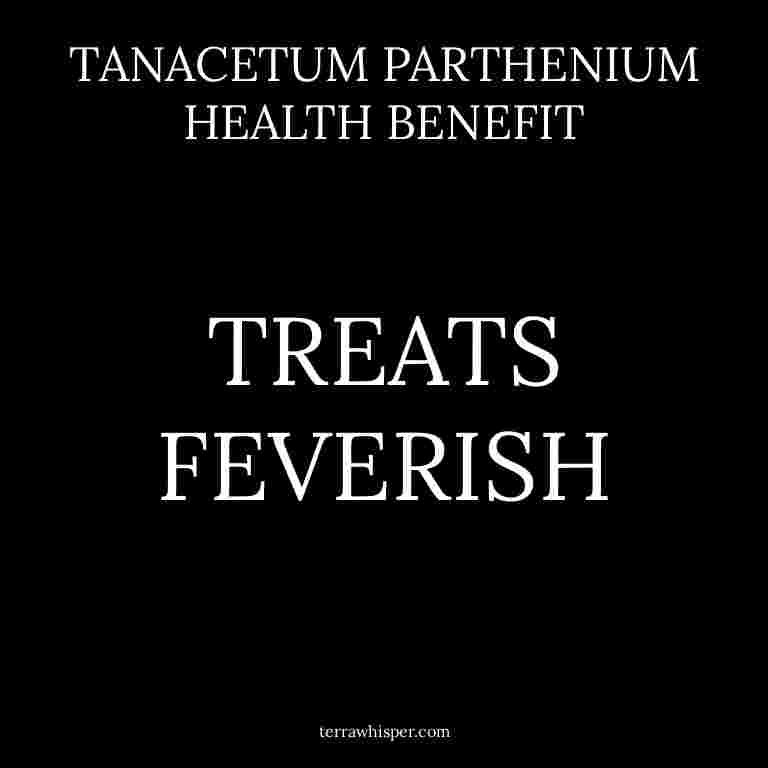 TANACETUM PARTHENIUM
HEALTH BENEFIT
TREATS
FEVERISH
terrawhisper.com